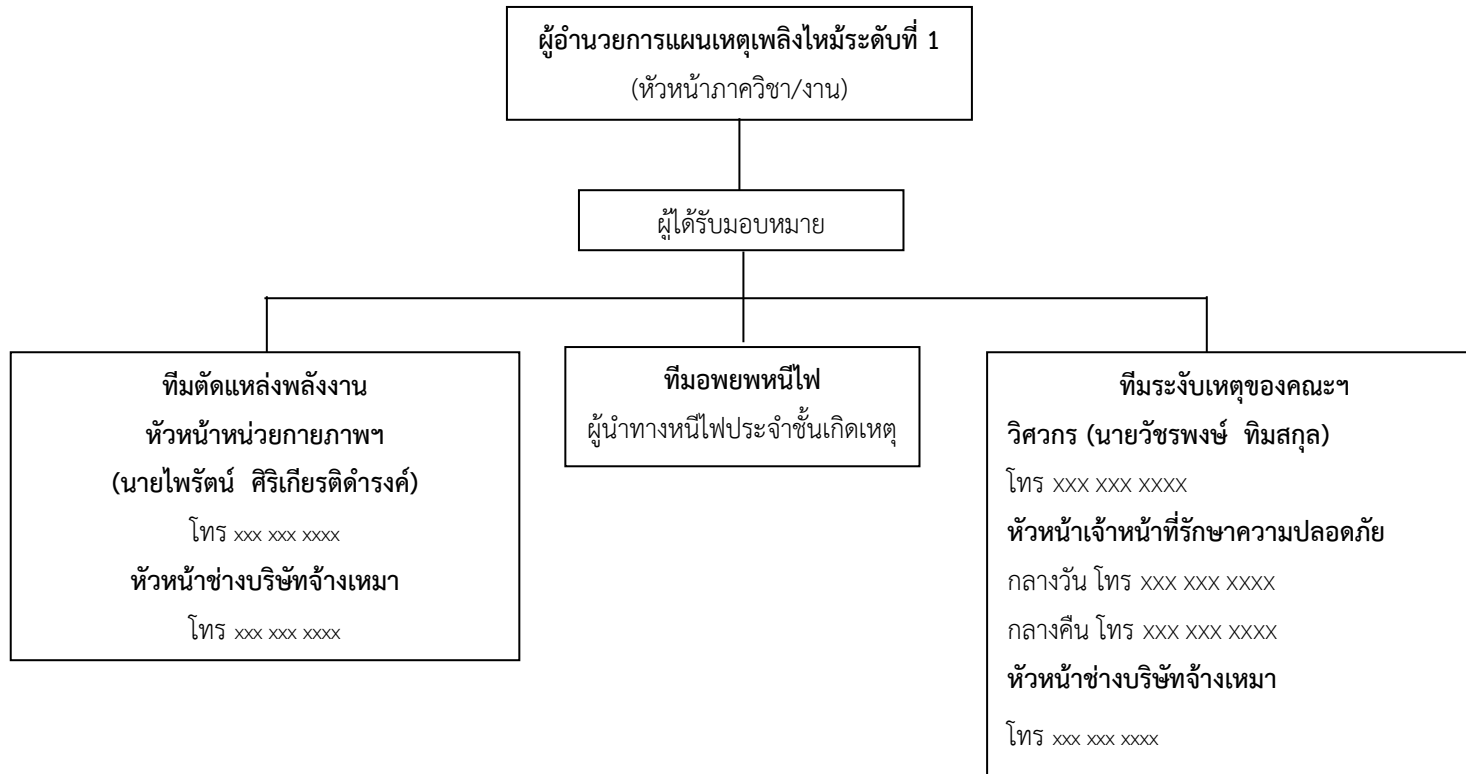 ผู้อำนวยการแผนเหตุเพลิงไหม้ระดับที่ 1
(หัวหน้าภาควิชา/งาน)
ผู้ได้รับมอบหมาย
ทีมตัดแหล่งพลังงาน
หัวหน้าหน่วยกายภาพฯ
(นายไพรัตน์ ศิริเกียรติดำรงค์)
โทร xxx xxx xxxx
หัวหน้าช่างบริษัทจ้างเหมา
โทร xxx xxx xxxx
ทีมอพยพหนีไฟ
ผู้นำทางหนีไฟประจำชั้นเกิดเหตุ
ทีมระงับเหตุของคณะฯ
วิศวกร (นายวัชรพงษ์ ทิมสกุล)
โทร xxx xxx xxxx
หัวหน้าเจ้าหน้าที่รักษาความปลอดภัย
กลางวัน โทร xxx xxx xxxx
กลางคืน โทร xxx xxx xxxx
หัวหน้าช่างบริษัทจ้างเหมา
โทร xxx xxx xxxx